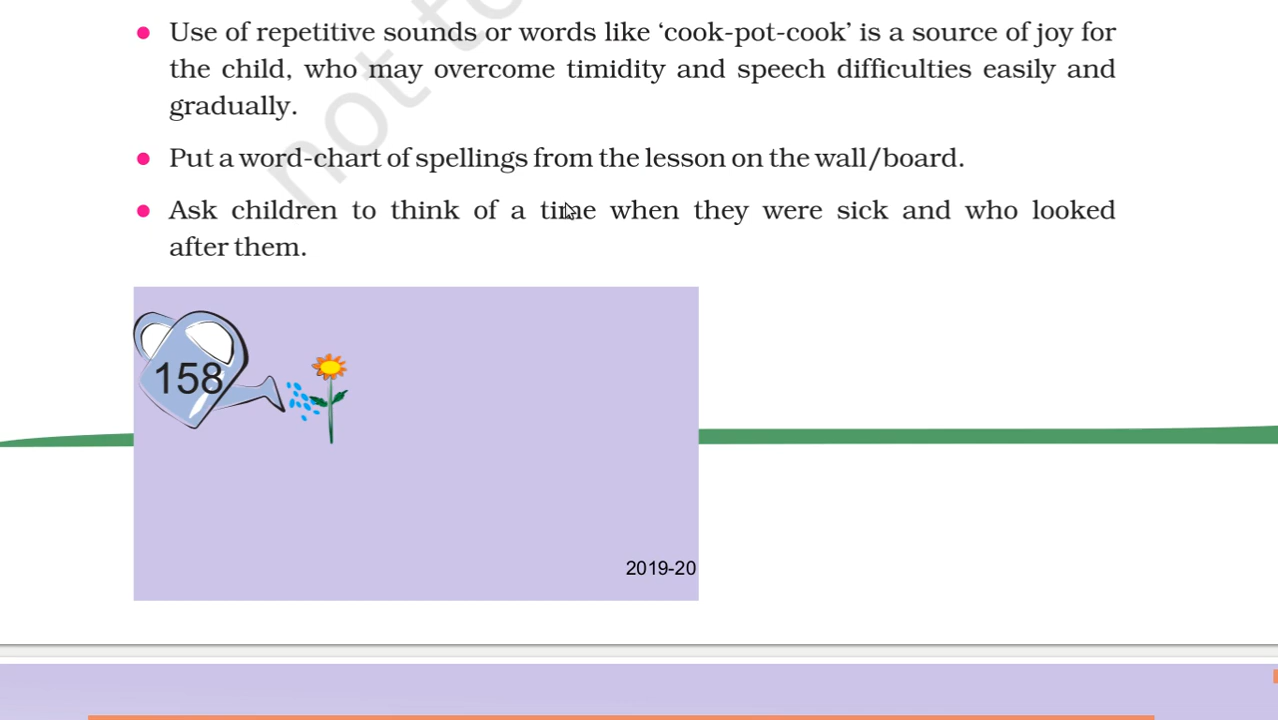 not to
• Use of repetitive sounds or words like ‘cook-pot-cook’ is a source of joy for
the child, who may overcome timidity and speech difficulties easily and
gradually.
• Put a word-chart of spellings from the lesson on the wall/board.
• Ask children to think of a time when they were sick and who looked
after them.
158
2019-20